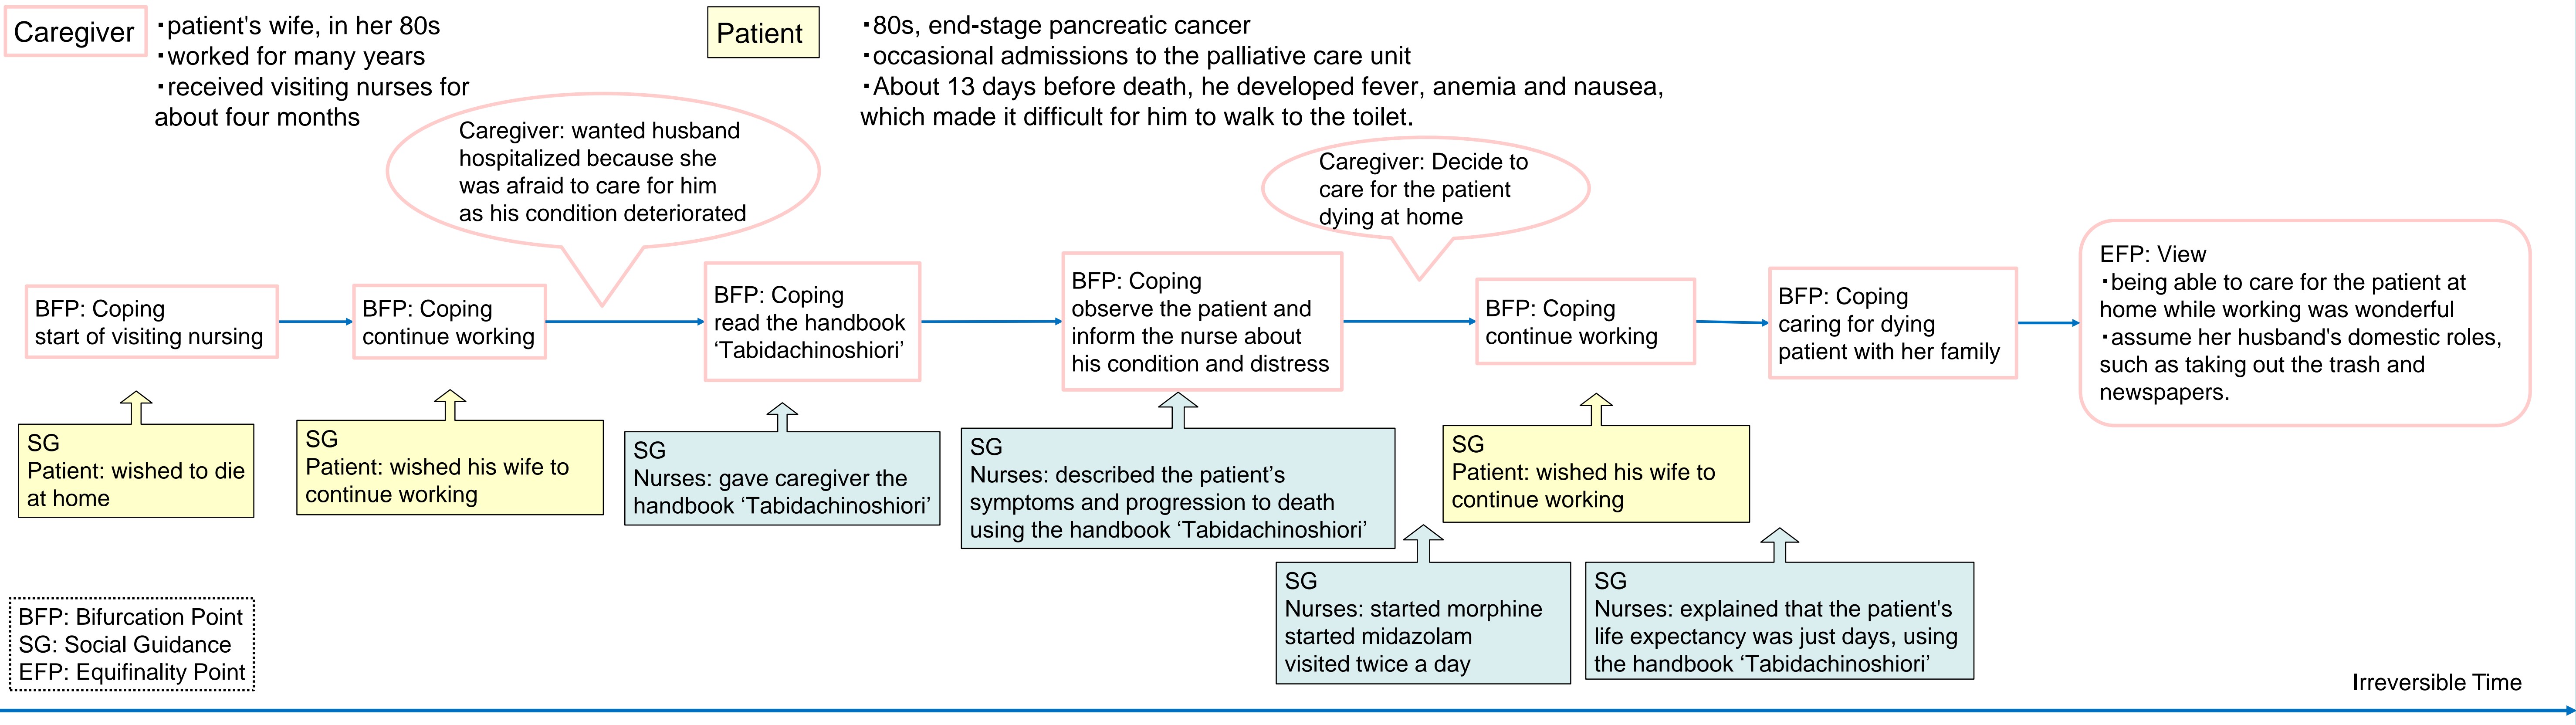 Caregiver
・patient's wife, in her 80s
・worked for many years
・received visiting nurses for
about four months
Patient
・80s, end-stage pancreatic cancer
・occasional admissions to the palliative care unit
・About 13 days before death, he developed fever, anemia and nausea,
which made it difficult for him to walk to the toilet.
Caregiver: wanted husband
hospitalized because she
was afraid to care for him
as his condition deteriorated
Caregiver: Decide to
care for the patient
dying at home
BFP: Coping
start of visiting nursing
BFP: Coping
continue working
BFP: Coping
read the handbook
‘Tabidachinoshiori’
BFP: Coping
observe the patient and
inform the nurse about
his condition and distress
BFP: Coping
continue working
BFP: Coping
caring for dying
patient with her family
EFP: View
・being able to care for the patient at
home while working was wonderful
・assume her husband's domestic roles,
such as taking out the trash and
newspapers.
SG
Patient: wished to die
at home
SG
Patient: wished his wife to
continue working
SG
Nurses: gave caregiver the
handbook ‘Tabidachinoshiori’
SG
Nurses: described the patient’s
symptoms and progression to death
using the handbook ‘Tabidachinoshiori’
SG
Patient: wished his wife to
continue working
SG
Nurses: started morphine
started midazolam
visited twice a day
SG
Nurses: explained that the patient's
life expectancy was just days, using
the handbook ‘Tabidachinoshiori’
BFP: Bifurcation Point
SG: Social Guidance
EFP: Equifinality Point
Irreversible Time